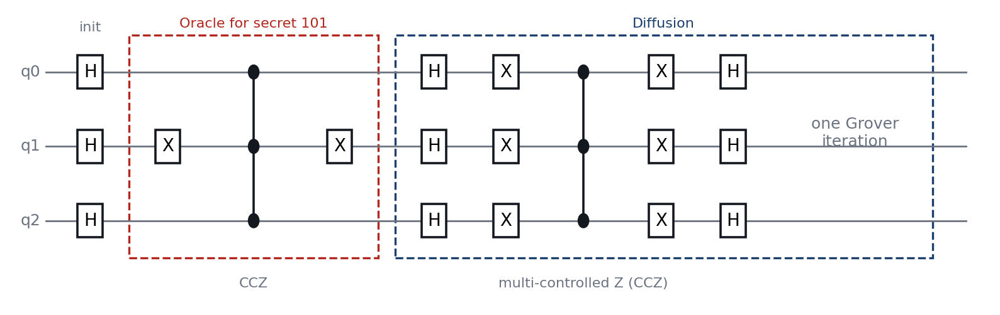 init
Oracle for secret 101
Diffusion
q0 H H X X H
q1 H X X H X X H
one Grover
iteration
q2 H H X X H
CCZ
multi-controlled Z (CCZ)